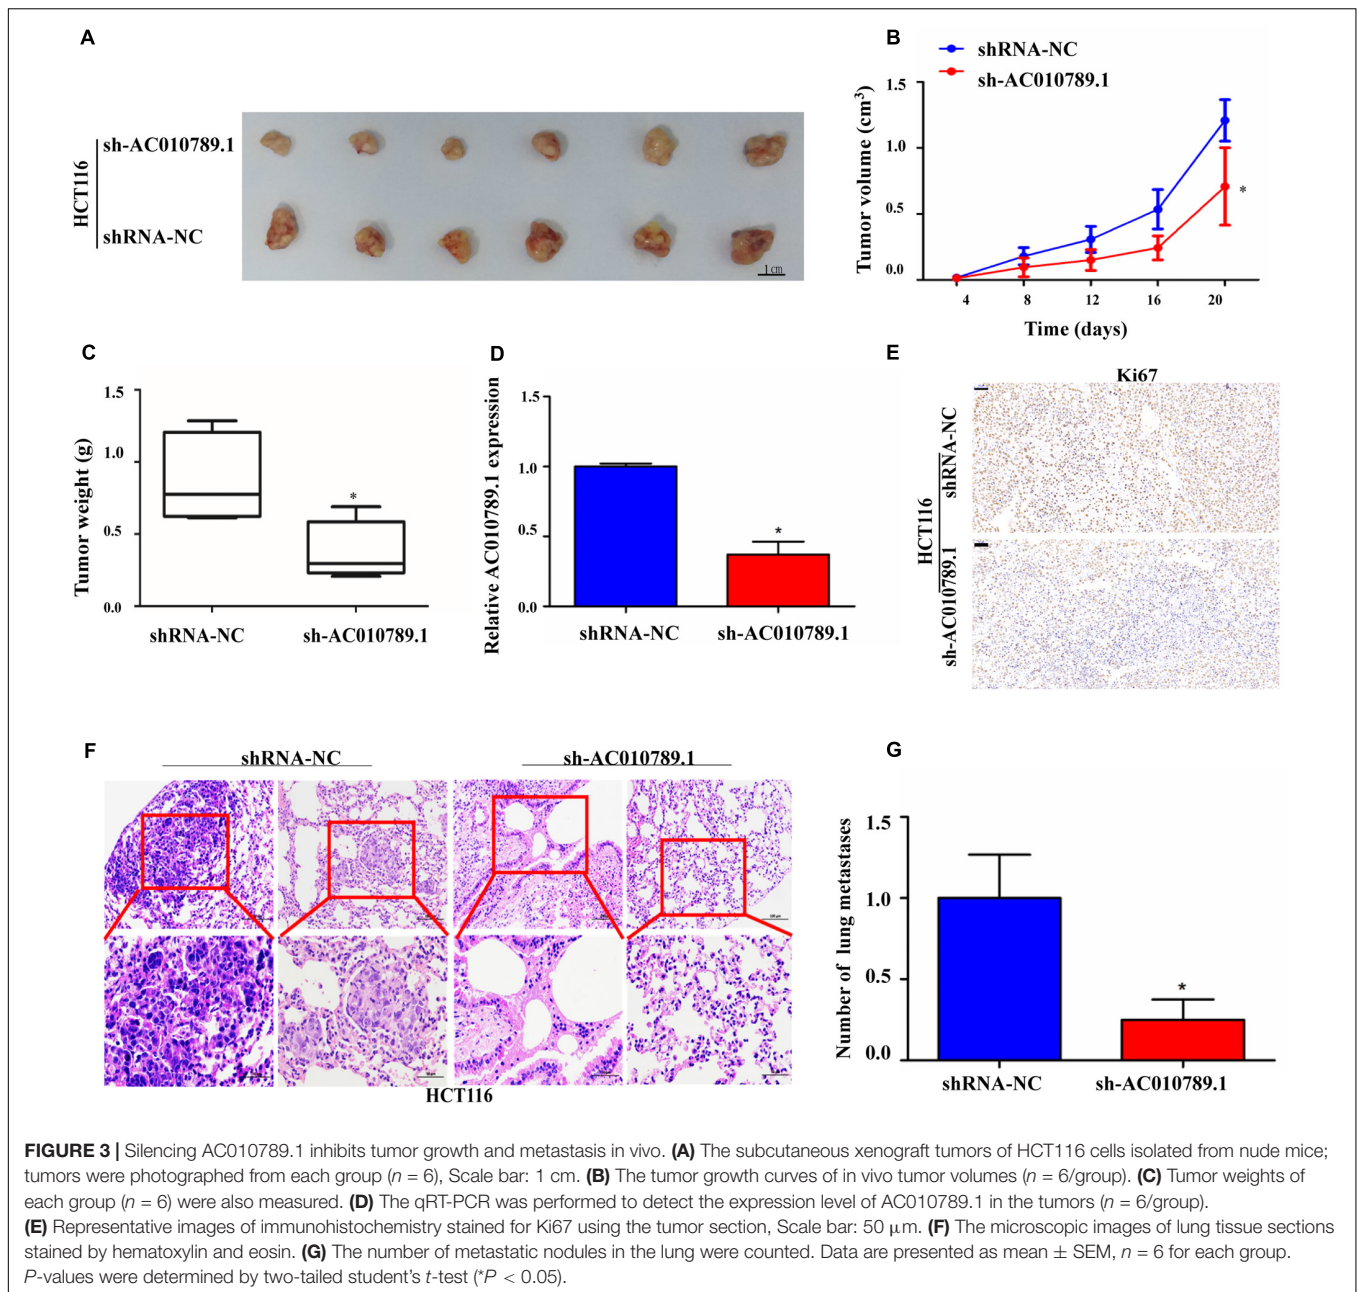 A
sh-AC010789.1
HCT116
shRNA-NC
1 cm
B
shRNA-NC
sh-AC010789.1
Tumor volume (cm³)
1.5
1.0
0.5
0.0
4 8 12 16 20
*
Time (days)
C
Tumor weight (g)
1.5
1.0
0.5
0.0
*
shRNA-NC sh-AC010789.1
D
Relative AC010789.1 expression
1.5
1.0
0.5
0.0
*
shRNA-NC sh-AC010789.1
E
Ki67
HCT116
shRNA-NC
sh-AC010789.1
F
shRNA-NC sh-AC010789.1
HCT116
G
Number of lung metastases
1.5
1.0
0.5
0.0
*
shRNA-NC sh-AC010789.1
FIGURE 3 | Silencing AC010789.1 inhibits tumor growth and metastasis in vivo. (A) The subcutaneous xenograft tumors of HCT116 cells isolated from nude mice;
tumors were photographed from each group (n = 6), Scale bar: 1 cm. (B) The tumor growth curves of in vivo tumor volumes (n = 6/group). (C) Tumor weights of
each group (n = 6) were also measured. (D) The qRT-PCR was performed to detect the expression level of AC010789.1 in the tumors (n = 6/group).
(E) Representative images of immunohistochemistry stained for Ki67 using the tumor section, Scale bar: 50 μm. (F) The microscopic images of lung tissue sections
stained by hematoxylin and eosin. (G) The number of metastatic nodules in the lung were counted. Data are presented as mean ± SEM, n = 6 for each group.
P-values were determined by two-tailed student's t-test (*P < 0.05).